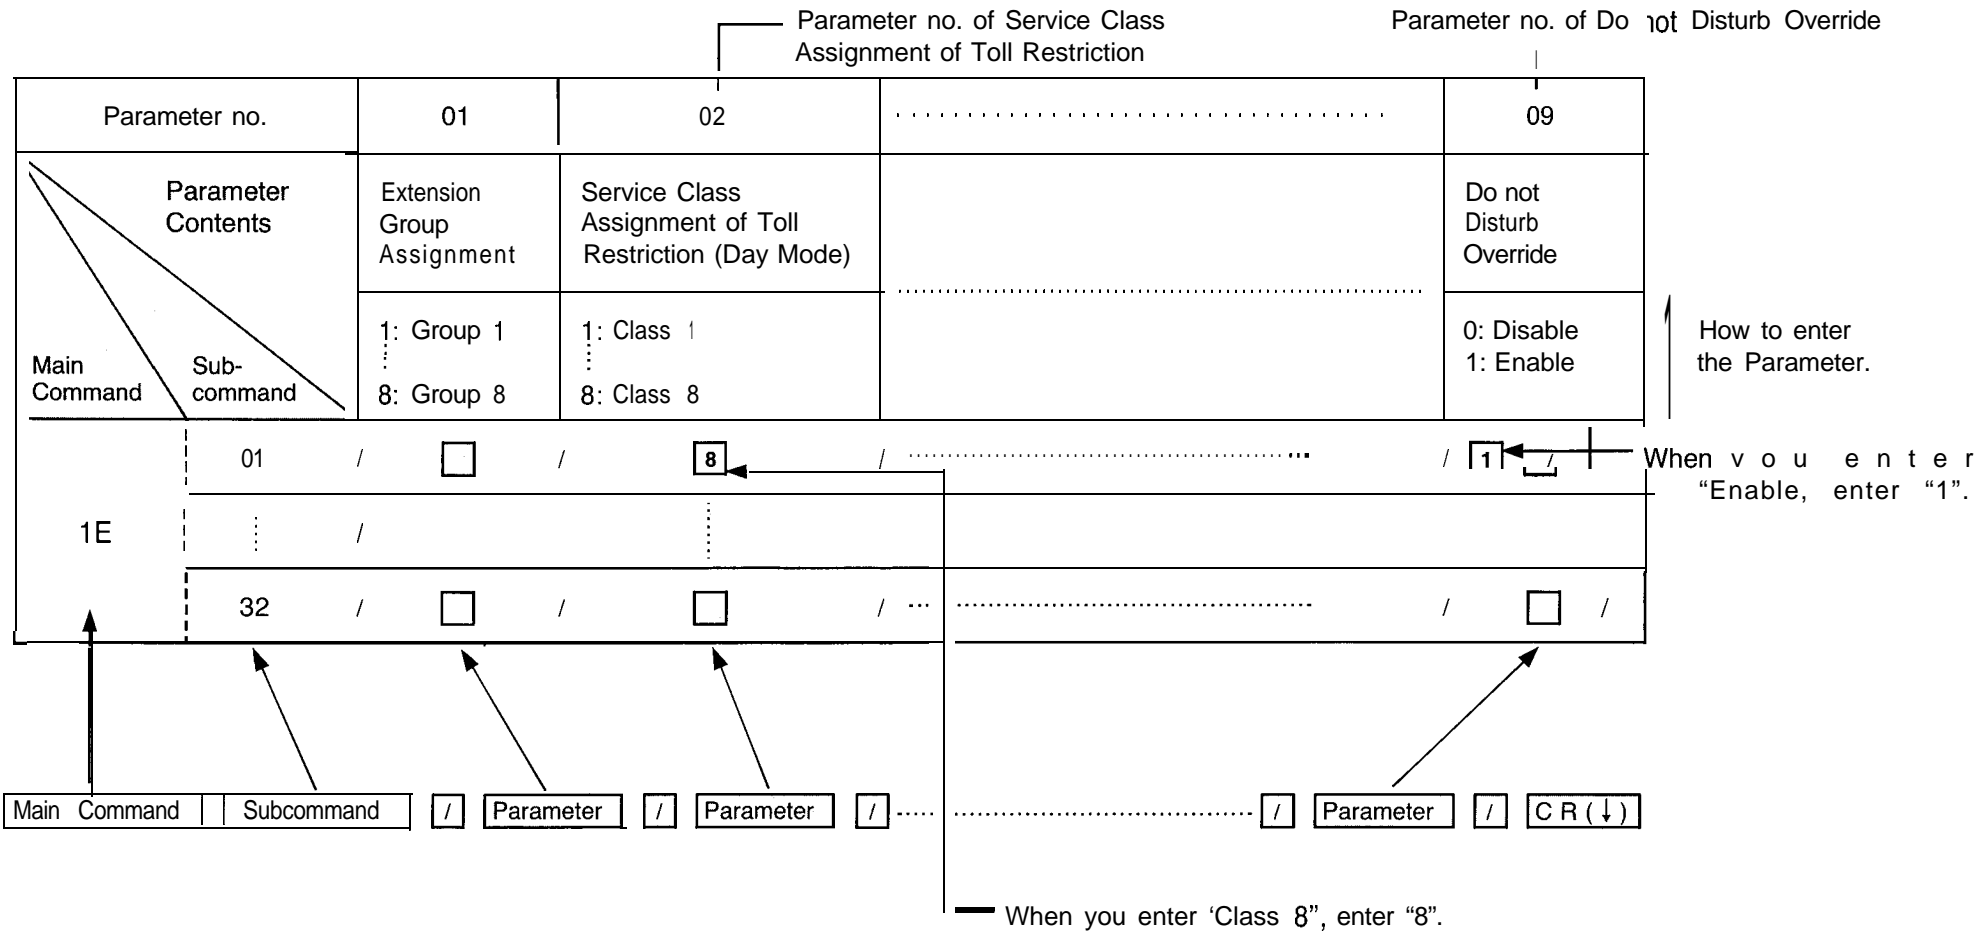 Parameter no. of Service Class
Assignment of Toll Restriction
Parameter no. of Do not Disturb Override
Parameter no. 01 02 09
Parameter
Contents
Main
Command
Sub-
command
Extension
Group
Assignment
Service Class
Assignment of Toll
Restriction (Day Mode)
Do not
Disturb
Override
1: Group 1
8: Group 8
1: Class 1
8: Class 8
0: Disable
1: Enable
How to enter
the Parameter.
01 / / 8 / / 1 /
When vou enter
“Enable, enter “1”.
1E /
32 / / / / /
Main Command Subcommand / Parameter / Parameter / / Parameter / CR(↓)
When you enter ‘Class 8”, enter “8”.